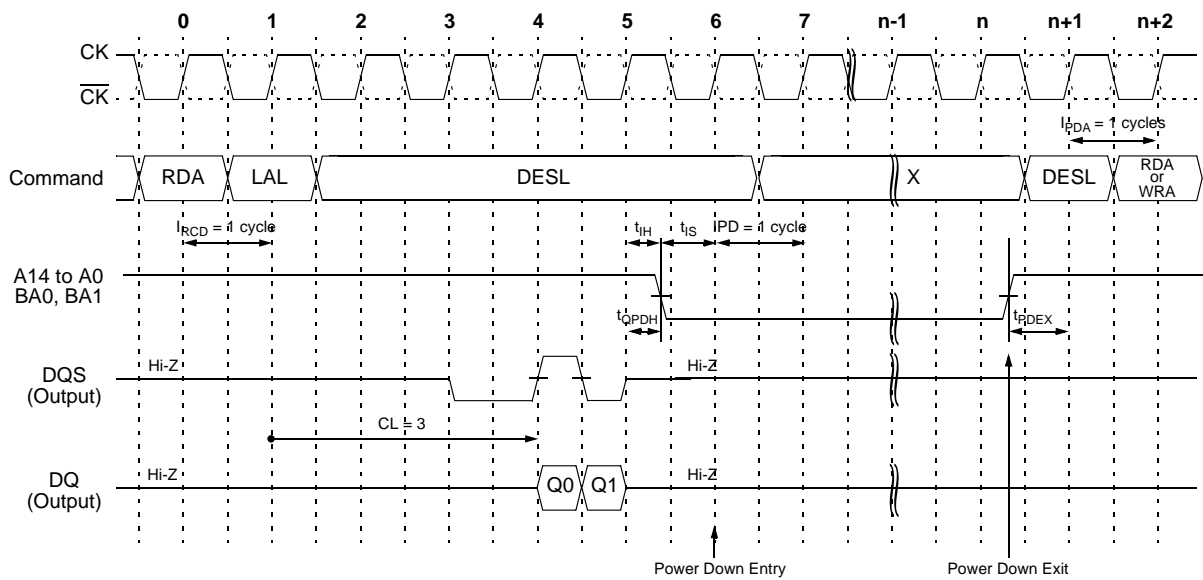 0 1 2 3 4 5 6 7 n-1 n n+1 n+2
CK
CK
IPDA = 1 cycles
Command RDA LAL DESL X DESL RDA or WRA
IRCD = 1 cycle tIH tIS IPD = 1 cycle
A14 to A0
BA0, BA1
tQPDH tPDEX
DQS
(Output)
Hi-Z Hi-Z
CL = 3
DQ
(Output)
Hi-Z Q0 Q1 Hi-Z
Power Down Entry Power Down Exit